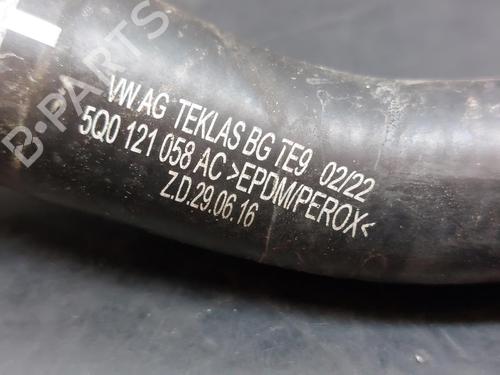 B-PARTS
VW AG TEKLAS BG TE9 02/22
5Q0 121 058 AC >EPDM/PEROX<
Z.D.29.06.16